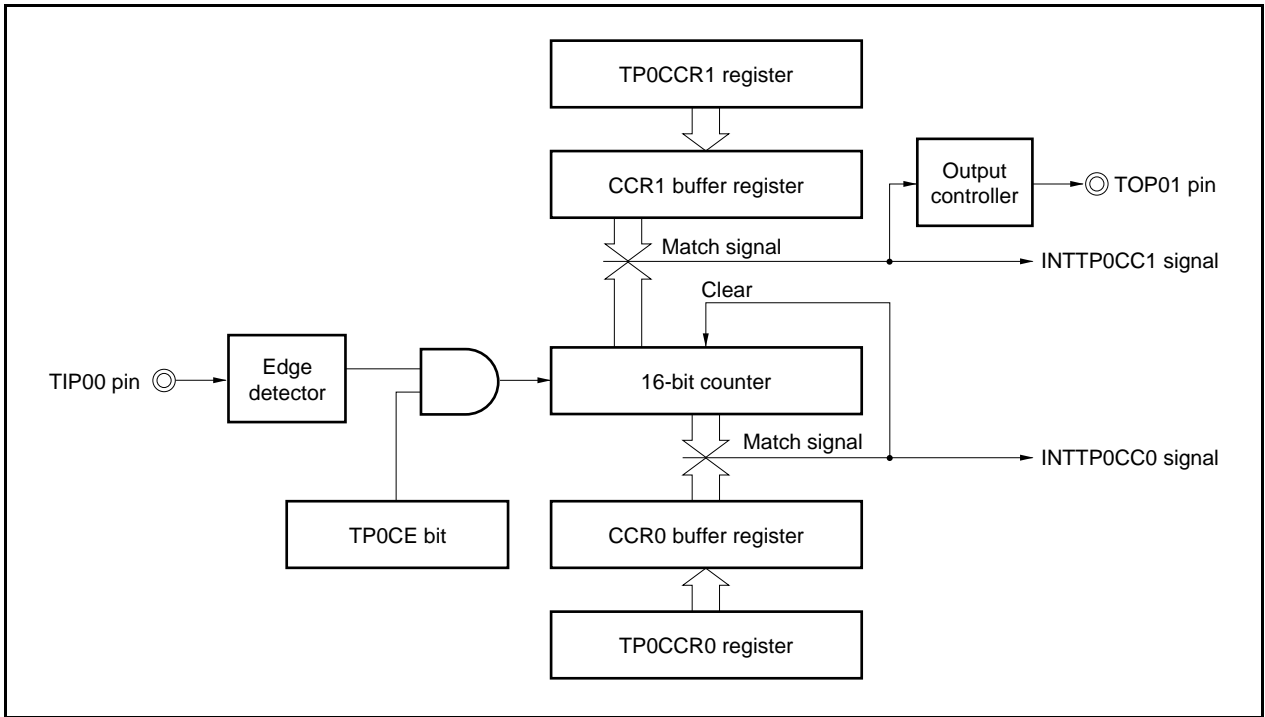 TP0CCR1 register
CCR1 buffer register
Output
controller
TOP01 pin
Match signal
INTTP0CC1 signal
Clear
TIP00 pin
Edge
detector
16-bit counter
Match signal
INTTP0CC0 signal
TP0CE bit
CCR0 buffer register
TP0CCR0 register